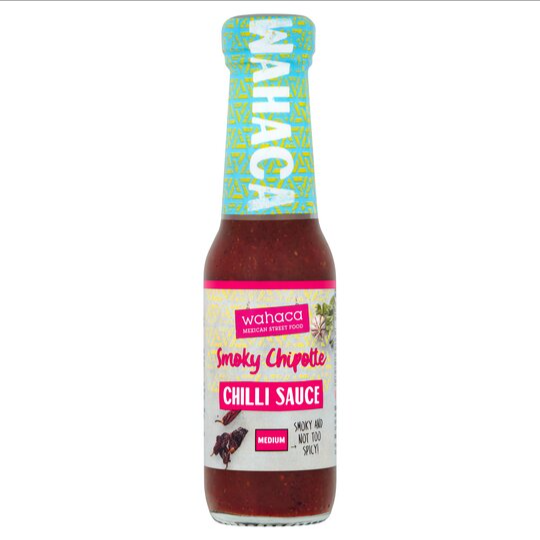 WAHACA
wahaca
MEXICAN STREET FOOD
Smoky Chipotle
CHILLI SAUCE
MEDIUM
SMOKY AND
NOT TOO
SPICY!